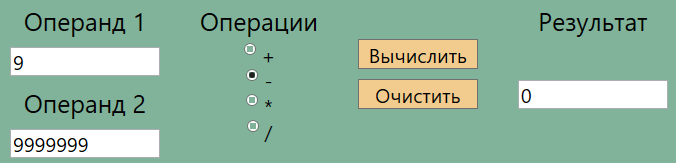 Операнд 1
9
Операнд 2
9999999
Операции
+
-
*
/
Вычислить
Очистить
Результат
0